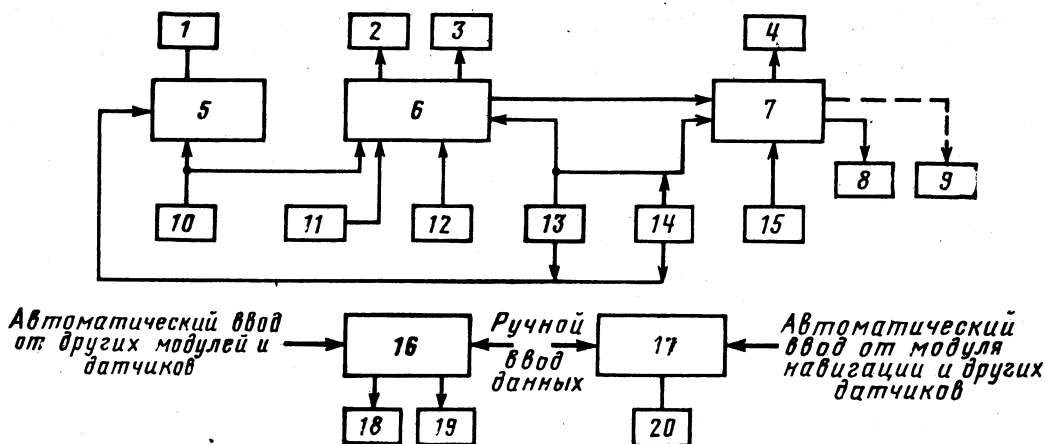 1
2
3
4
5
6
7
8
9
10
11
12
13
14
15
Автоматический ввод
от других модулей и
датчиков
16
Ручной
ввод
данных
17
Автоматический
ввод от модуля
навигации и других
датчиков
18
19
20